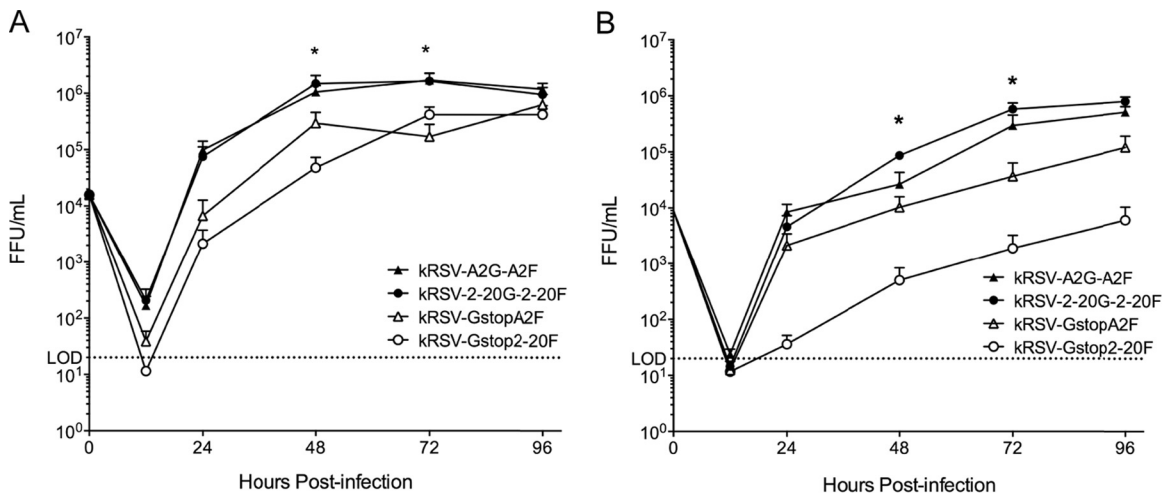 A
10⁷
10⁶
10⁵
10⁴
10³
10²
LOD
10¹
10⁰
FFU/mL
* *
kRSV-A2G-A2F
kRSV-2-20G-2-20F
kRSV-GstopA2F
kRSV-Gstop2-20F
0 24 48 72 96
Hours Post-infection
B
10⁷
10⁶
10⁵
10⁴
10³
10²
LOD
10¹
10⁰
FFU/mL
* *
kRSV-A2G-A2F
kRSV-2-20G-2-20F
kRSV-GstopA2F
kRSV-Gstop2-20F
0 24 48 72 96
Hours Post-infection